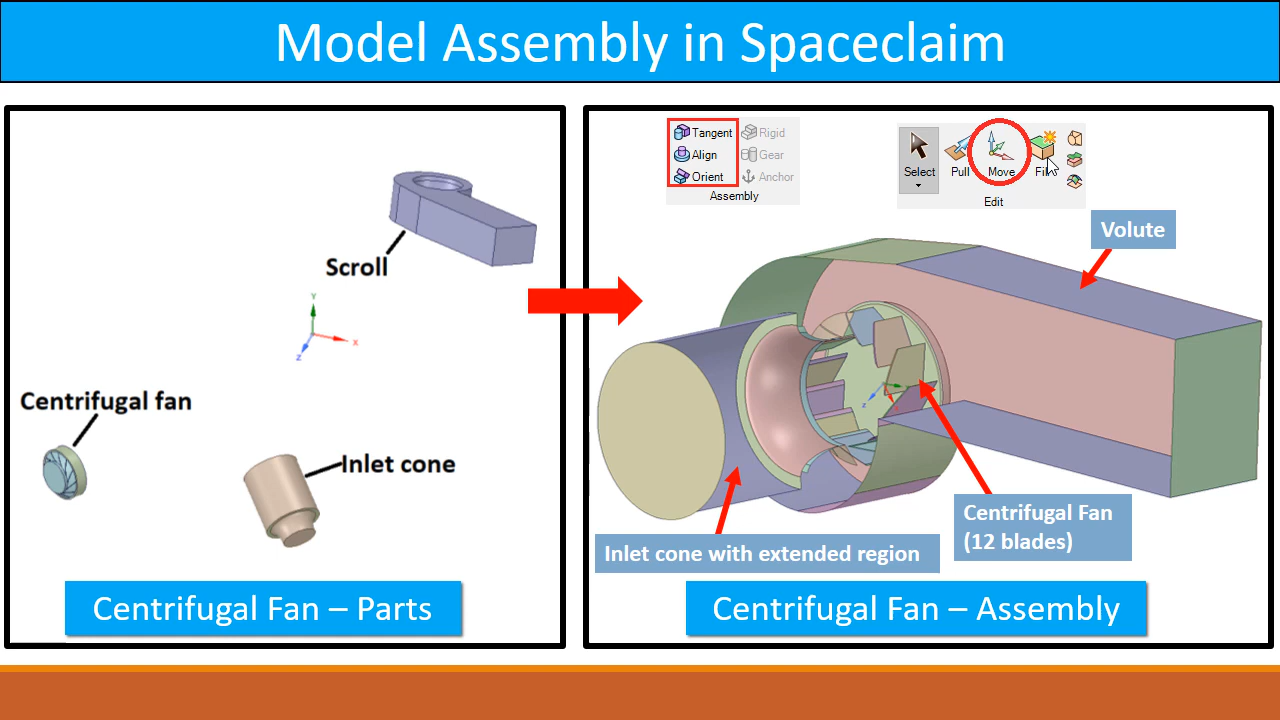 Model Assembly in Spaceclaim
Scroll
Y
X
Z
Centrifugal fan
Inlet cone
Centrifugal Fan – Parts
Tangent
Rigid
Align
Gear
Orient
Anchor
Assembly
Select
Pull
Move
Edit
Volute
Z
Centrifugal Fan
(12 blades)
Inlet cone with extended region
Centrifugal Fan – Assembly